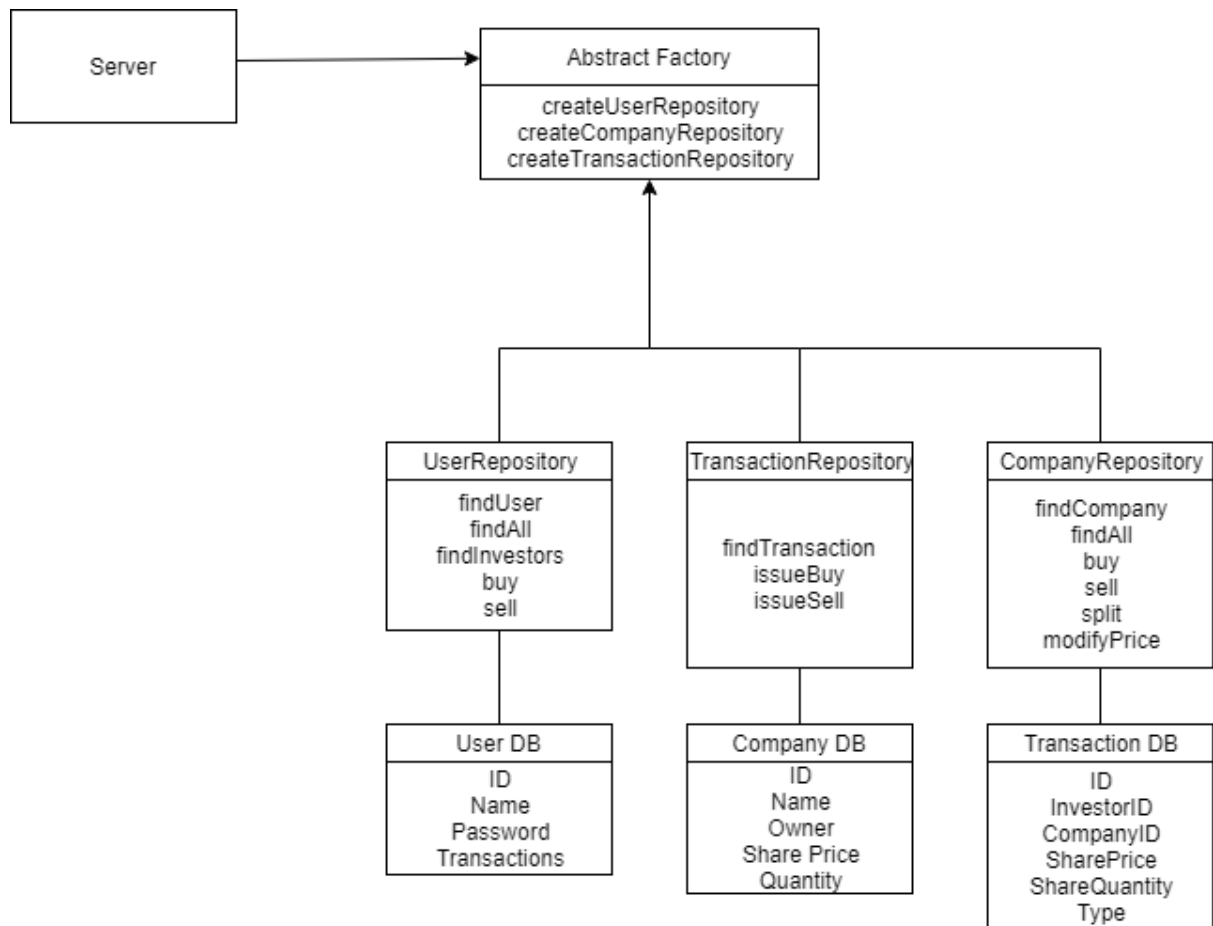 Server
Abstract Factory
createUserRepository
createCompanyRepository
createTransactionRepository
UserRepository
findUser
findAll
findInvestors
buy
sell
TransactionRepository
findTransaction
issueBuy
issueSell
CompanyRepository
findCompany
findAll
buy
sell
split
modifyPrice
User DB
ID
Name
Password
Transactions
Company DB
ID
Name
Owner
Share Price
Quantity
Transaction DB
ID
InvestorID
CompanyID
SharePrice
ShareQuantity
Type